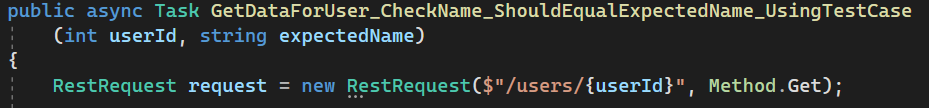 public async Task GetDataForUser_CheckName_ShouldEqualExpectedName_UsingTestCase
(int userId, string expectedName)
{
RestRequest request = new RestRequest($"/users/{userId}", Method.Get);